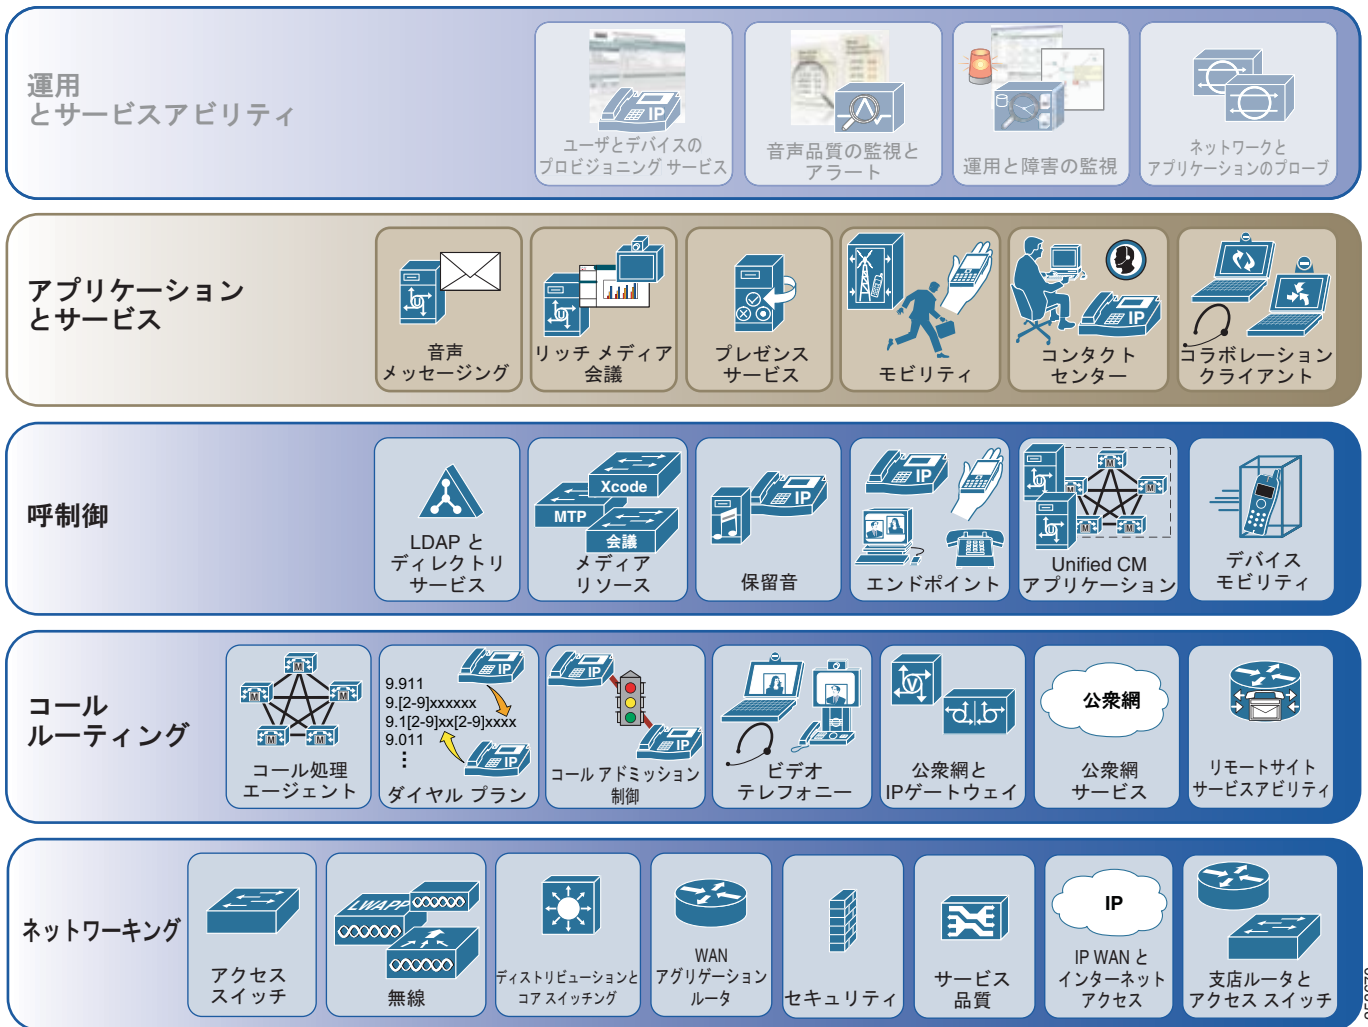 運用
とサービスアビリティ
IP
ユーザとデバイスの
プロビジョニング サービス
音声品質の監視と
アラート
運用と障害の監視
ネットワークと
アプリケーションのプローブ
アプリケーション
とサービス
音声
メッセージング
リッチ メディア
会議
プレゼンス
サービス
モビリティ
IP
コンタクト
センター
コラボレーション
クライアント
呼制御
LDAP と
ディレクトリ
サービス
Xcode
MTP
会議
メディア
リソース
IP
保留音
IP
エンドポイント
M
M
M
M
M
Unified CM
アプリケーション
デバイス
モビリティ
コール
ルーティング
M
M
M
M
M
コール処理
エージェント
9.911
9.[2-9]xxxxxx
9.1[2-9]xx[2-9]xxxx
9.011
⋮
IP
IP
ダイヤル プラン
IP
IP
コール アドミッション
制御
ビデオ
テレフォニー
V
公衆網と
IPゲートウェイ
公衆網
公衆網
サービス
リモートサイト
サービスアビリティ
ネットワーキング
アクセス
スイッチ
LWAPP
無線
ディストリビューションと
コア スイッチング
WAN
アグリゲーション
ルータ
セキュリティ
サービス
品質
IP
IP WAN と
インターネット
アクセス
支店ルータと
アクセス スイッチ